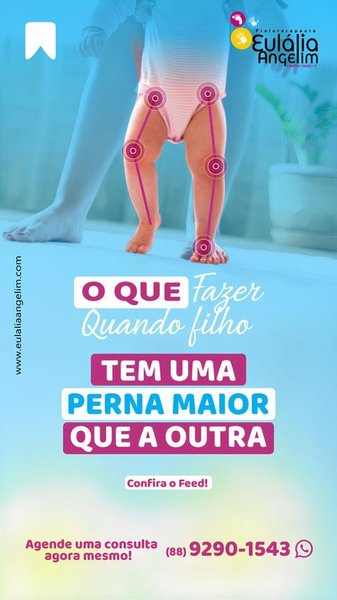 Fisioterapeuta
Eulália
Angelim
www.eulaliaangelim.com
O QUE Fazer
Quando filho
TEM UMA
PERNA MAIOR
QUE A OUTRA
Confira o Feed!
Agende uma consulta
agora mesmo!
(88) 9290-1543